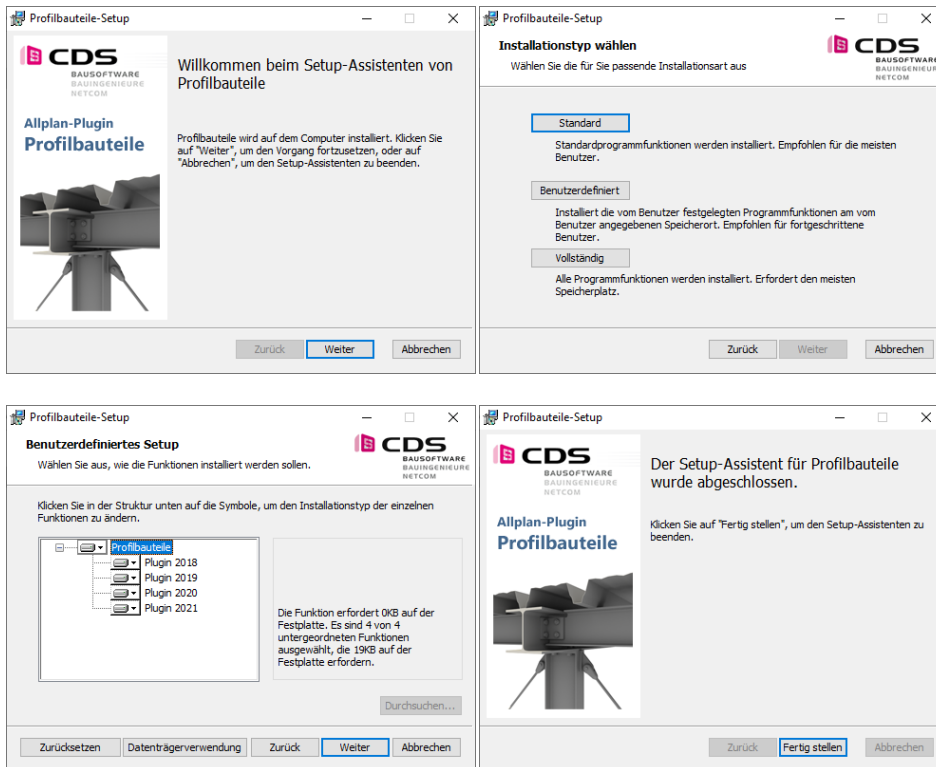 Profilbauteile-Setup
CDS
BAUSOFTWARE
BAUINGENIEURE
NETCOM
Allplan-Plugin
Profilbauteile
Willkommen beim Setup-Assistenten von
Profilbauteile
Profilbauteile wird auf dem Computer installiert. Klicken Sie
auf "Weiter", um den Vorgang fortzusetzen, oder auf
"Abbrechen", um den Setup-Assistenten zu beenden.
Zurück Weiter Abbrechen
Profilbauteile-Setup
Installationstyp wählen
Wählen Sie die für Sie passende Installationsart aus
CDS
BAUSOFTWARE
BAUINGENIEUR
NETCOM
Standard
Standardprogrammfunktionen werden installiert. Empfohlen für die meisten
Benutzer.
Benutzerdefiniert
Installiert die vom Benutzer festgelegten Programmfunktionen am vom
Benutzer angegebenen Speicherort. Empfohlen für fortgeschrittene
Benutzer.
Vollständig
Alle Programmfunktionen werden installiert. Erfordert den meisten
Speicherplatz.
Zurück Weiter Abbrechen
Profilbauteile-Setup
Benutzerdefiniertes Setup
Wählen Sie aus, wie die Funktionen installiert werden sollen.
CDS
BAUSOFTWARE
BAUINGENIEURE
NETCOM
Klicken Sie in der Struktur unten auf die Symbole, um den Installationstyp der einzelnen
Funktionen zu ändern.
Profilbauteile
Plugin 2018
Plugin 2019
Plugin 2020
Plugin 2021
Die Funktion erfordert 0KB auf der
Festplatte. Es sind 4 von 4
untergeordneten Funktionen
ausgewählt, die 19KB auf der
Festplatte erfordern.
Durchsuchen...
Zurücksetzen Datenträgerverwendung Zurück Weiter Abbrechen
Profilbauteile-Setup
CDS
BAUSOFTWARE
BAUINGENIEURE
NETCOM
Allplan-Plugin
Profilbauteile
Der Setup-Assistent für Profilbauteile
wurde abgeschlossen.
Klicken Sie auf "Fertig stellen", um den Setup-Assistenten zu
beenden.
Zurück Fertig stellen Abbrechen